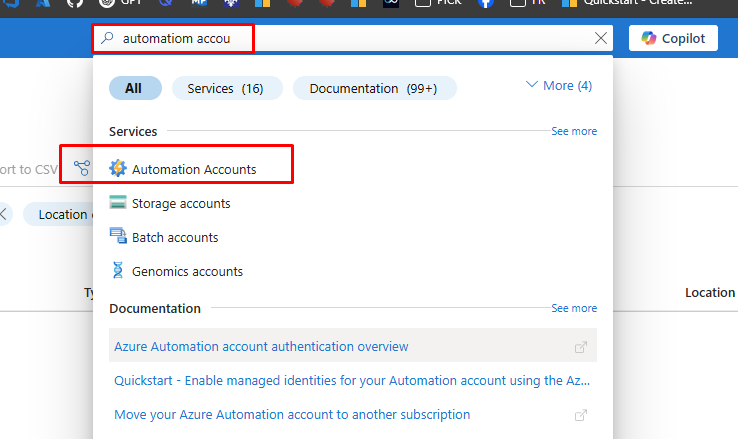 GPT
MF
PICK
FR
Quickstart - Create...
automatiom accou
Copilot
All
Services (16)
Documentation (99+)
More (4)
Services
See more
ort to CSV
Automation Accounts
Storage accounts
Location
Batch accounts
Genomics accounts
Ty
Location
Documentation
See more
Azure Automation account authentication overview
Quickstart - Enable managed identities for your Automation account using the Az...
Move your Azure Automation account to another subscription